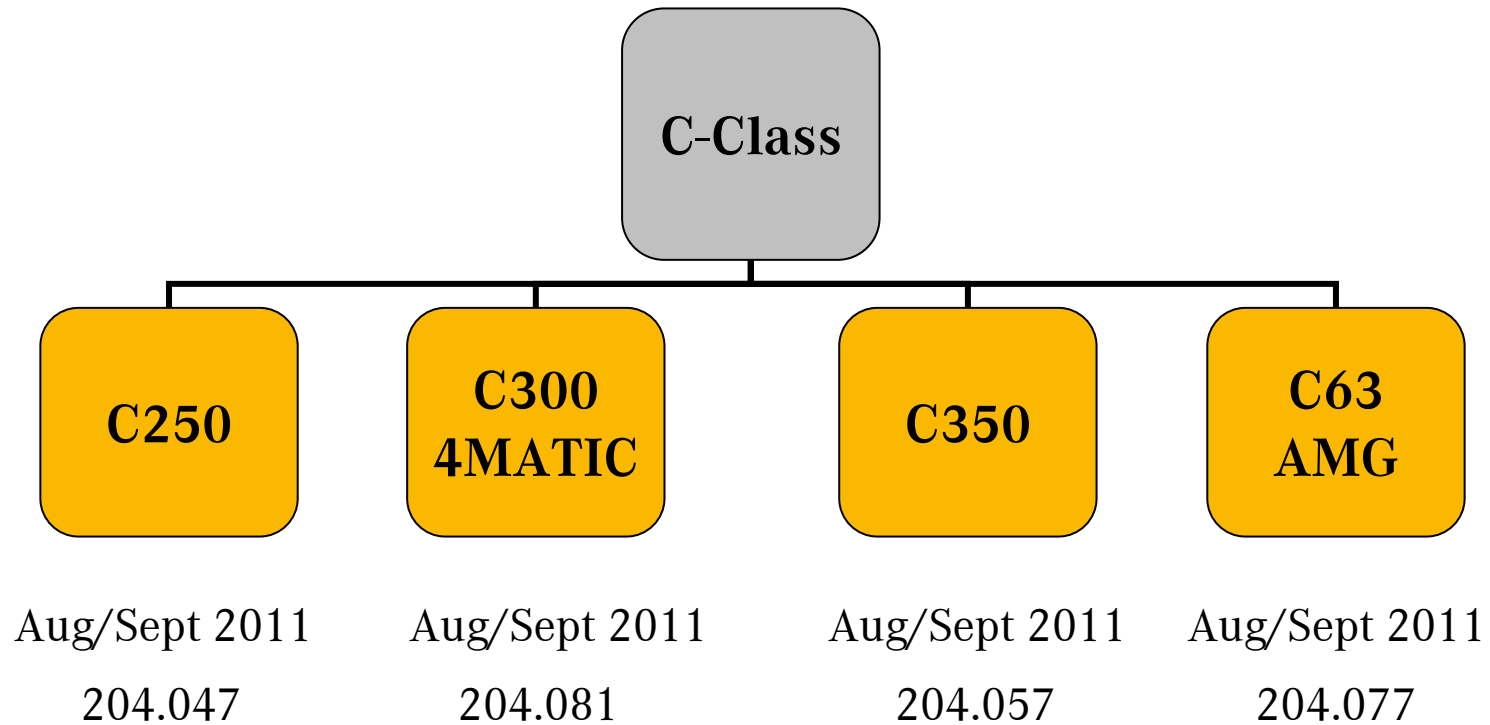 C-Class
C250
C300
4MATIC
C350
C63
AMG
Aug/Sept 2011
Aug/Sept 2011
Aug/Sept 2011
Aug/Sept 2011
204.047
204.081
204.057
204.077